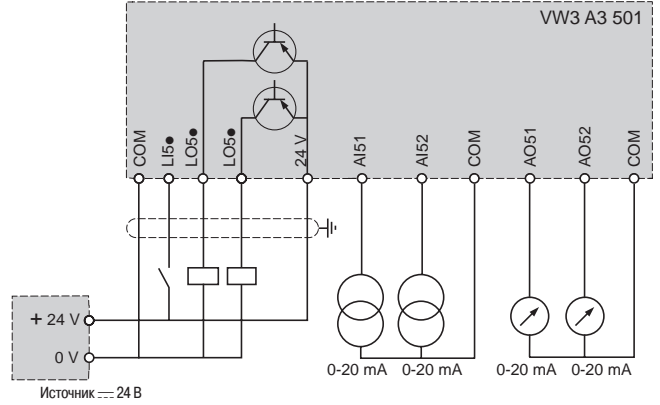 VW3 A3 501
COM
LI5●
LO5●
LO5●
24 V
AI51
AI52
COM
AO51
AO52
COM
+ 24 V
0 V
0-20 mA
0-20 mA
0-20 mA
0-20 mA
Источник ⎓ 24 В